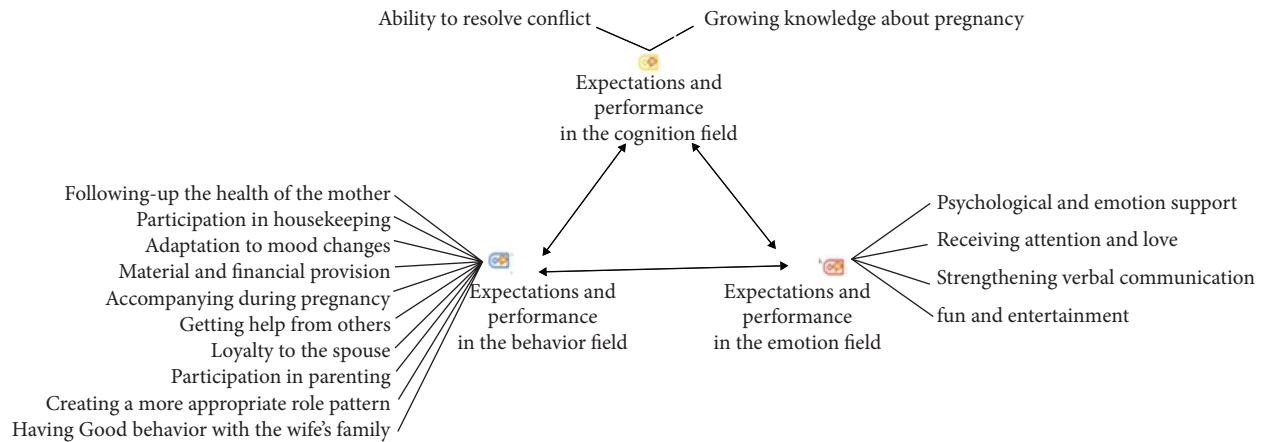 Ability to resolve conflict
Growing knowledge about pregnancy
Expectations and
performance
in the cognition field
Following-up the health of the mother
Participation in housekeeping
Adaptation to mood changes
Material and financial provision
Accompanying during pregnancy
Getting help from others
Loyalty to the spouse
Participation in parenting
Creating a more appropriate role pattern
Having Good behavior with the wife's family
Expectations and
performance
in the behavior field
Expectations and
performance
in the emotion field
Psychological and emotion support
Receiving attention and love
Strengthening verbal communication
fun and entertainment